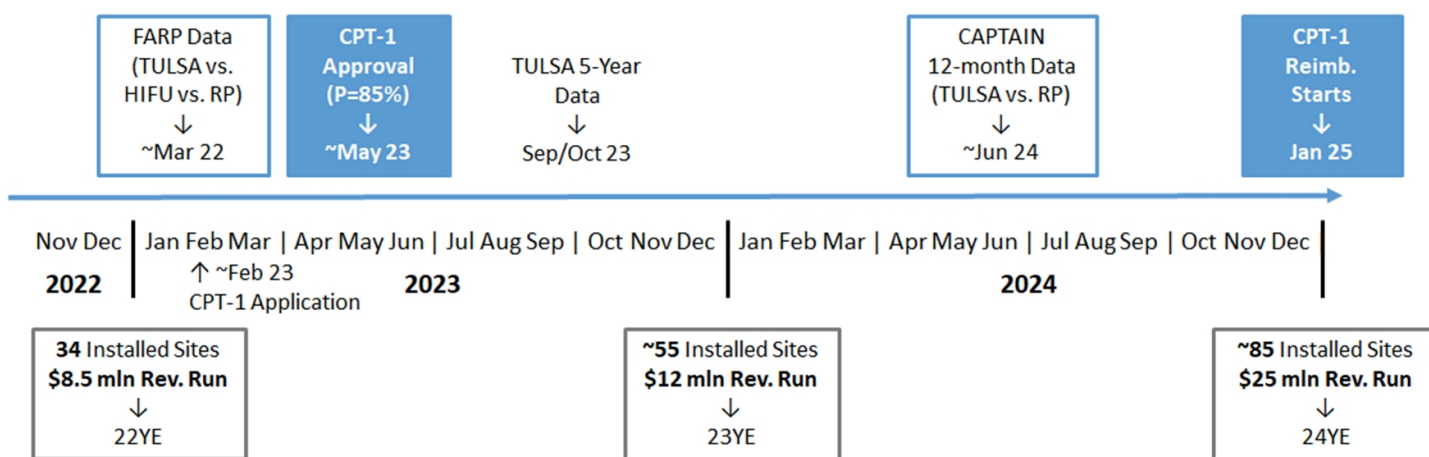 FARP Data
(TULSA vs.
HIFU vs. RP)
↓
~Mar 22
CPT-1
Approval
(P=85%)
↓
~May 23
TULSA 5-Year
Data
↓
Sep/Oct 23
CAPTAIN
12-month Data
(TULSA vs. RP)
↓
~Jun 24
CPT-1
Reimb.
Starts
↓
Jan 25
Nov Dec | Jan Feb Mar | Apr May Jun | Jul Aug Sep | Oct Nov Dec | Jan Feb Mar | Apr May Jun | Jul Aug Sep | Oct Nov Dec |
↑ ~Feb 23
CPT-1 Application
2022 2023 2024
34 Installed Sites
$8.5 mln Rev. Run
↓
22YE
~55 Installed Sites
$12 mln Rev. Run
↓
23YE
~85 Installed Sites
$25 mln Rev. Run
↓
24YE